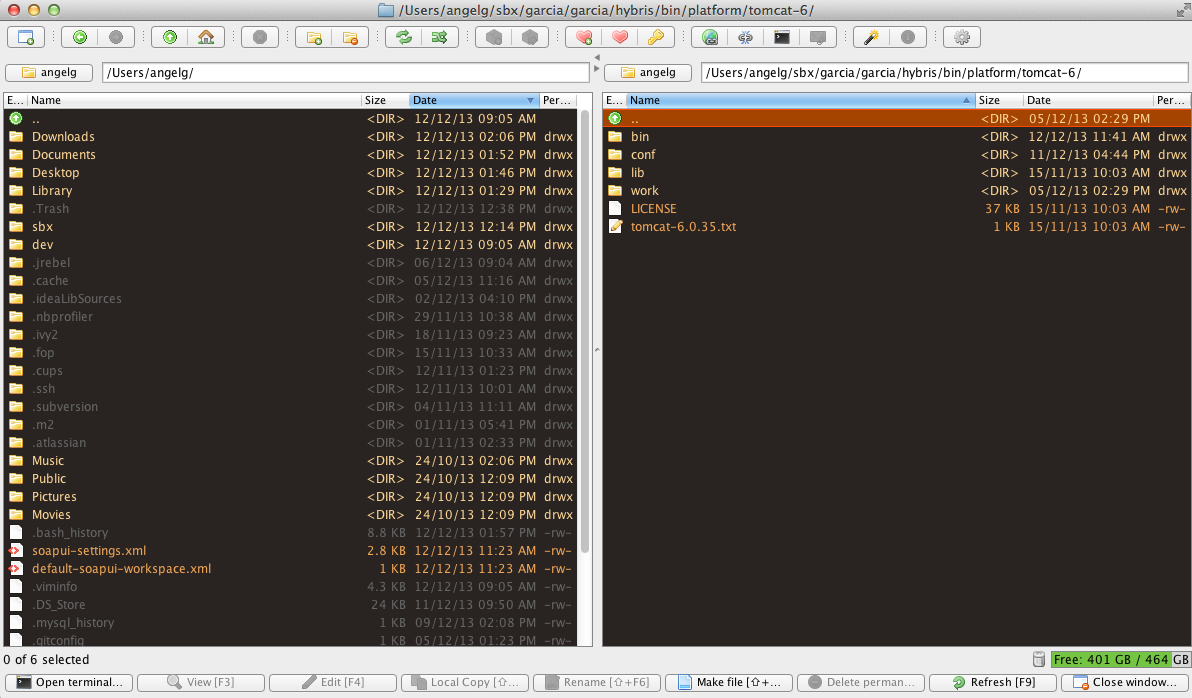 /Users/angelg/sbx/garcia/garcia/hybris/bin/platform/tomcat-6/
angelg /Users/angelg/
E... Name Size Date Per...
.. <DIR> 12/12/13 09:05 AM
Downloads <DIR> 12/12/13 02:06 PM drwx
Documents <DIR> 12/12/13 01:52 PM drwx
Desktop <DIR> 12/12/13 01:46 PM drwx
Library <DIR> 12/12/13 01:29 PM drwx
.Trash <DIR> 12/12/13 12:38 PM drwx
sbx <DIR> 12/12/13 12:14 PM drwx
dev <DIR> 12/12/13 09:05 AM drwx
.jrebel <DIR> 06/12/13 09:04 AM drwx
.cache <DIR> 05/12/13 11:16 AM drwx
.ideaLibSources <DIR> 02/12/13 04:10 PM drwx
.nbprofiler <DIR> 29/11/13 10:38 AM drwx
.ivy2 <DIR> 18/11/13 09:23 AM drwx
.fop <DIR> 15/11/13 10:33 AM drwx
.cups <DIR> 12/11/13 01:23 PM drwx
.ssh <DIR> 12/11/13 10:01 AM drwx
.subversion <DIR> 04/11/13 11:11 AM drwx
.m2 <DIR> 01/11/13 05:41 PM drwx
.atlassian <DIR> 01/11/13 02:33 PM drwx
Music <DIR> 24/10/13 02:06 PM drwx
Public <DIR> 24/10/13 12:09 PM drwx
Pictures <DIR> 24/10/13 12:09 PM drwx
Movies <DIR> 24/10/13 12:09 PM drwx
.bash_history 8.8 KB 12/12/13 01:57 PM -rw-
soapui-settings.xml 2.8 KB 12/12/13 11:23 AM -rw-
default-soapui-workspace.xml 1 KB 12/12/13 11:23 AM -rw-
.viminfo 4.3 KB 12/12/13 09:05 AM -rw-
.DS_Store 24 KB 11/12/13 09:50 AM -rw-
.mysql_history 1 KB 09/12/13 02:08 PM -rw-
.gitconfig 1 KB 05/12/13 01:23 PM -rw-
angelg /Users/angelg/sbx/garcia/garcia/hybris/bin/platform/tomcat-6/
E... Name Size Date Per...
.. <DIR> 05/12/13 02:29 PM
bin <DIR> 12/12/13 11:41 AM drwx
conf <DIR> 11/12/13 04:44 PM drwx
lib <DIR> 15/11/13 10:03 AM drwx
work <DIR> 05/12/13 02:29 PM drwx
LICENSE 37 KB 15/11/13 10:03 AM -rw-
tomcat-6.0.35.txt 1 KB 15/11/13 10:03 AM -rw-
0 of 6 selected Free: 401 GB / 464 GB
Open terminal... View [F3] Edit [F4] Local Copy [⇧... Rename [⇧+F6] Make file [⇧+... Delete perman... Refresh [F9] Close window...